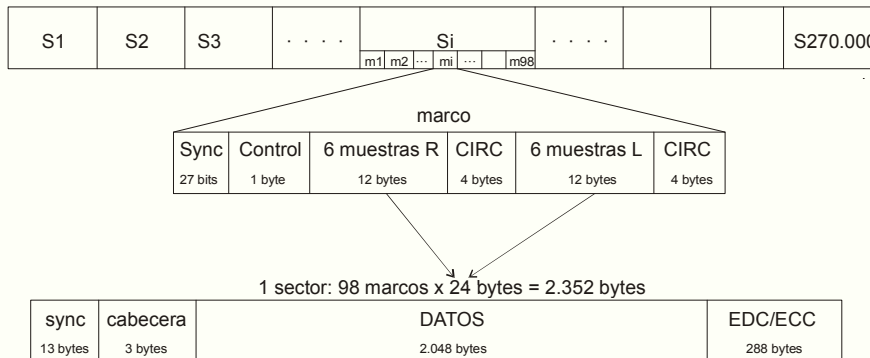 S1 S2 S3 . . . . Si . . . . S270.000
m1 m2 ... mi ... m98
marco
Sync Control 6 muestras R CIRC 6 muestras L CIRC
27 bits 1 byte 12 bytes 4 bytes 12 bytes 4 bytes
1 sector: 98 marcos x 24 bytes = 2.352 bytes
sync cabecera DATOS EDC/ECC
13 bytes 3 bytes 2.048 bytes 288 bytes